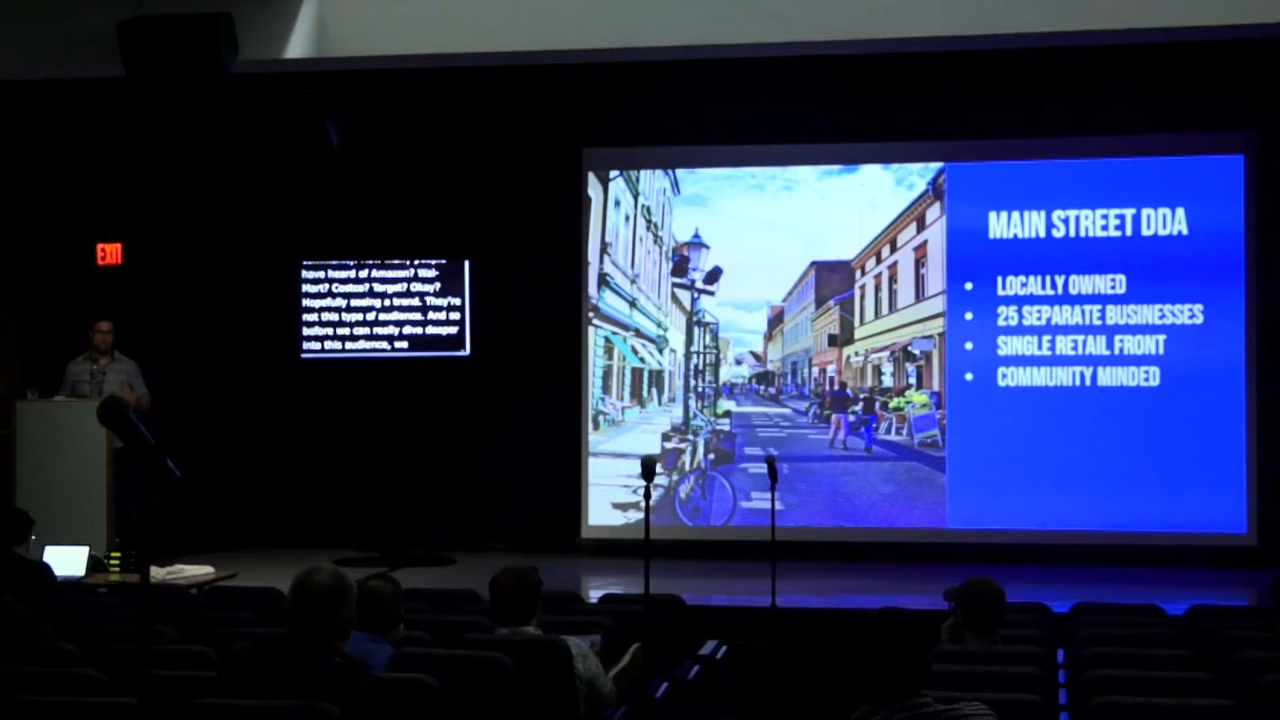 EXIT
have heard of Amazon? Wal-
Mart? Costco? Target? Okay?
Hopefully seeing a trend. They're
not this type of audience. And so
before we can really dive deeper
into this audience, we
MAIN STREET DDA
• LOCALLY OWNED
• 25 SEPARATE BUSINESSES
• SINGLE RETAIL FRONT
• COMMUNITY MINDED